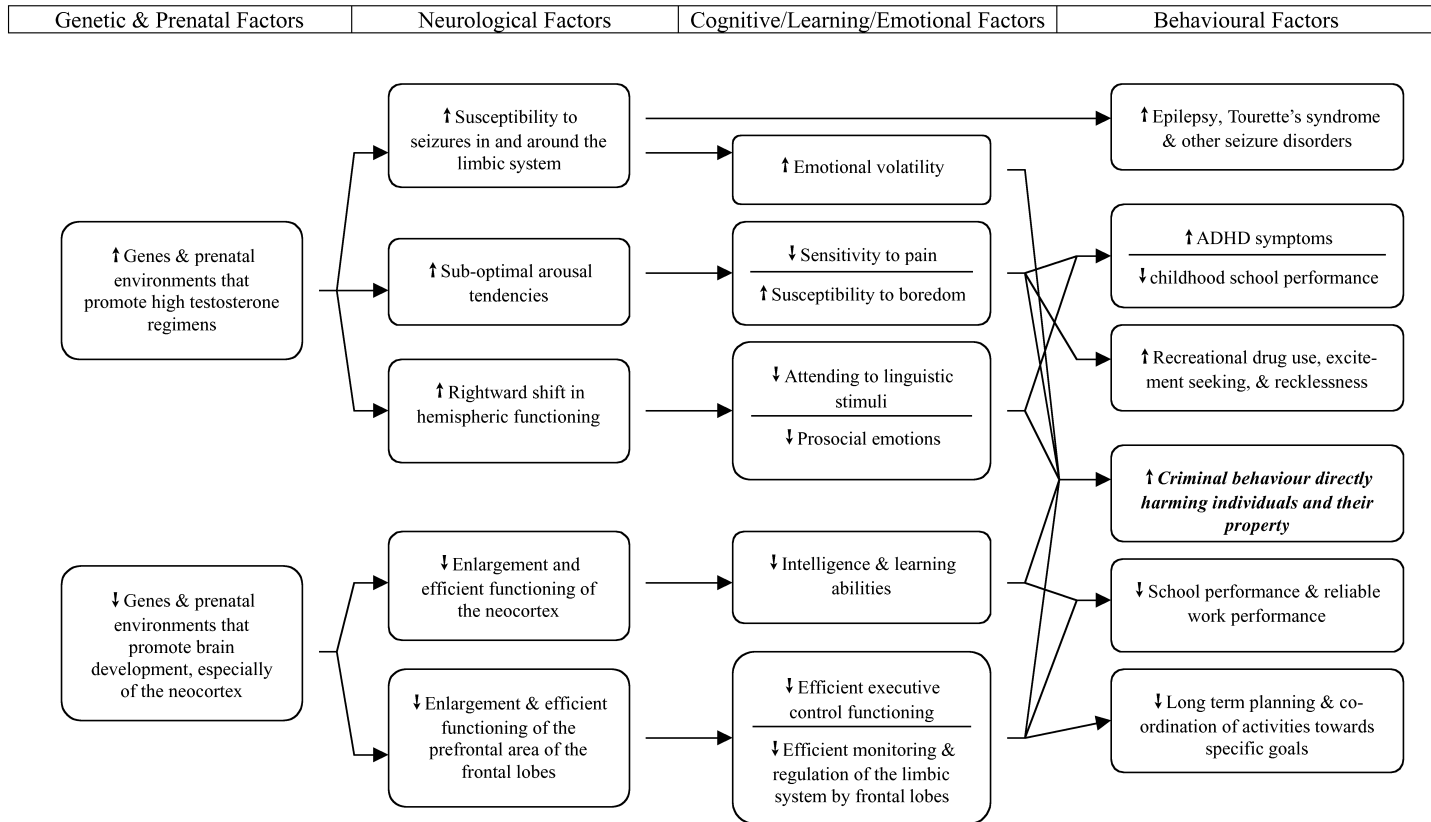 Genetic & Prenatal Factors
Neurological Factors
Cognitive/Learning/Emotional Factors
Behavioural Factors
↑ Genes & prenatal
environments that
promote high testosterone
regimens
↓ Genes & prenatal
environments that
promote brain
development, especially
of the neocortex
↑ Susceptibility to
seizures in and around the
limbic system
↑ Sub-optimal arousal
tendencies
↑ Rightward shift in
hemispheric functioning
↓ Enlargement and
efficient functioning of
the neocortex
↓ Enlargement & efficient
functioning of the
prefrontal area of the
frontal lobes
↑ Emotional volatility
↓ Sensitivity to pain
↑ Susceptibility to boredom
↓ Attending to linguistic
stimuli
↓ Prosocial emotions
↓ Intelligence & learning
abilities
↓ Efficient executive
control functioning
↓ Efficient monitoring &
regulation of the limbic
system by frontal lobes
↑ Epilepsy, Tourette’s syndrome
& other seizure disorders
↑ ADHD symptoms
↓ childhood school performance
↑ Recreational drug use, excite-
ment seeking, & recklessness
↑ Criminal behaviour directly
harming individuals and their
property
↓ School performance & reliable
work performance
↓ Long term planning & co-
ordination of activities towards
specific goals